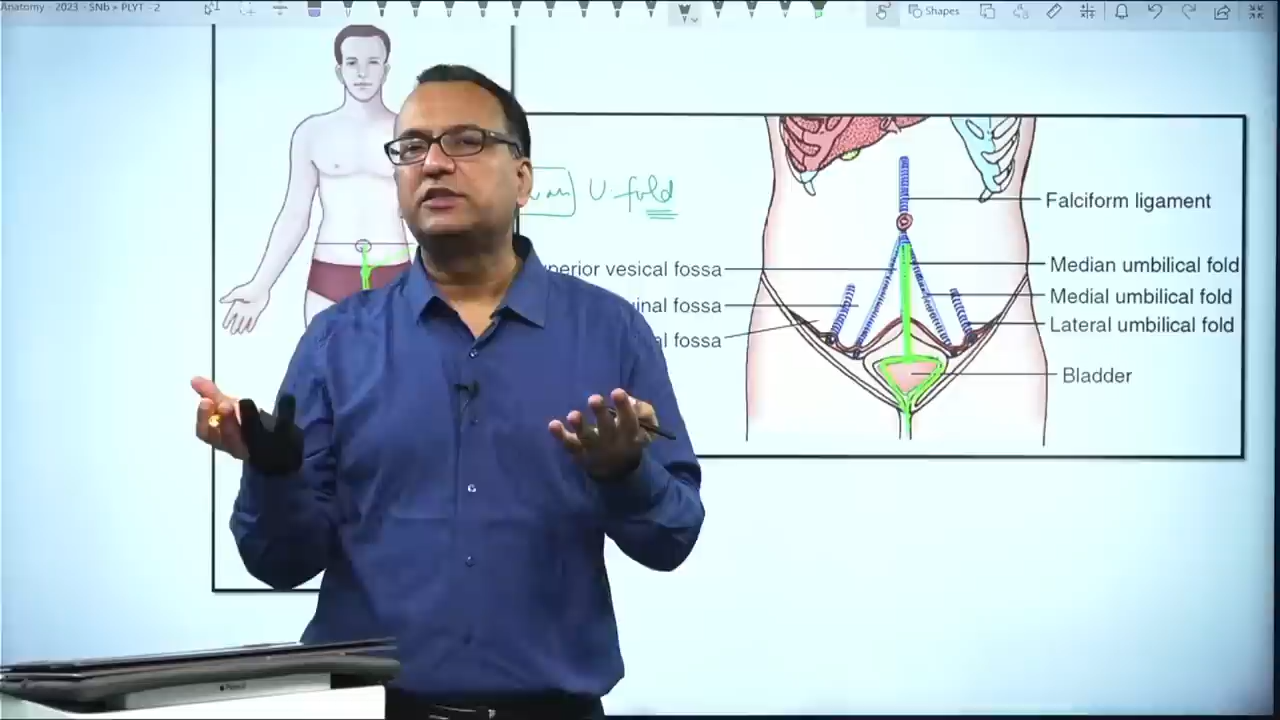 Anatomy - 2023 - SNb » PLYT - 2
Shapes
U. fold
Falciform ligament
perior vesical fossa
Median umbilical fold
inal fossa
Medial umbilical fold
al fossa
Lateral umbilical fold
Bladder